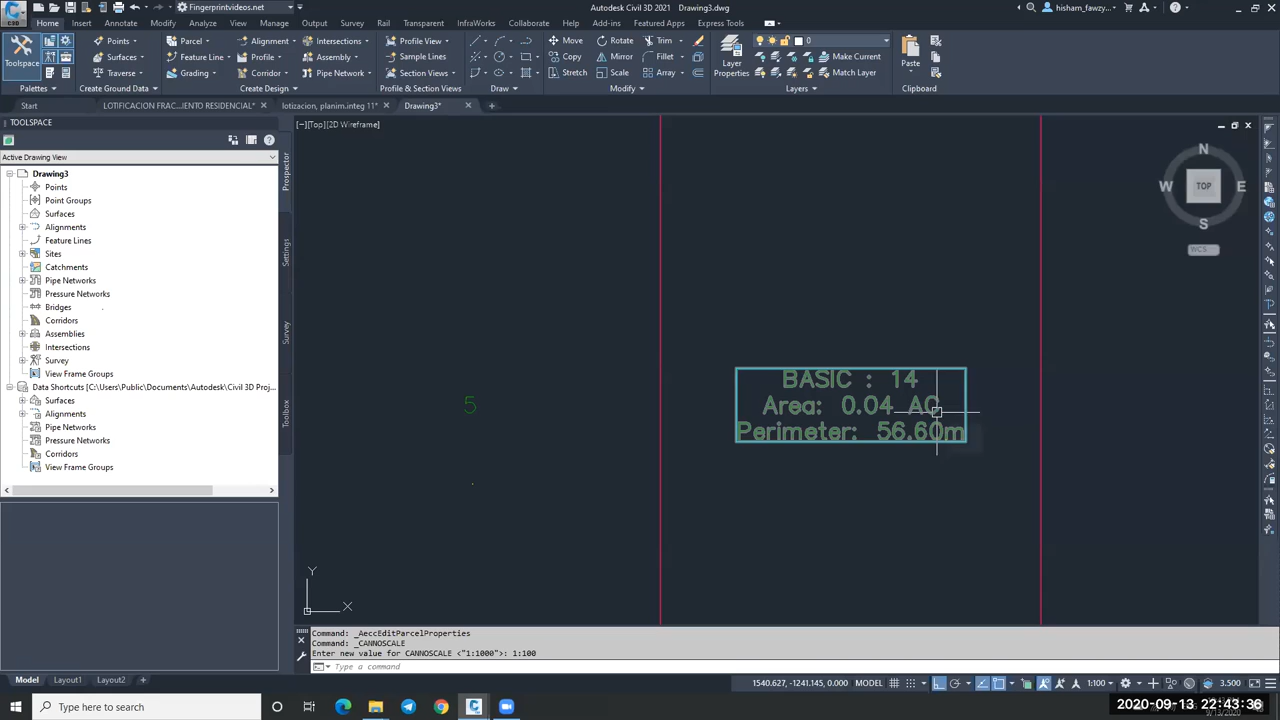 Fingerprintvideos.net
Autodesk Civil 3D 2021 Drawing3.dwg
hisham_fawzy...
Home Insert Annotate Modify Analyze View Manage Output Survey Rail Transparent InfraWorks Collaborate Help Add-ins Featured Apps Express Tools
Points Parcel Alignment Intersections Profile View Move Rotate Trim 0
Toolspace Surfaces Feature Line Profile Assembly Sample Lines Copy Mirror Fillet Layer Properties Make Current Paste
Traverse Grading Corridor Pipe Network Section Views Stretch Scale Array Match Layer
Palettes Create Ground Data Create Design Profile & Section Views Draw Modify Layers Clipboard
Start LOTIFICACION FRAC...IENTO RESIDENCIAL* lotizacion, planim.integ 11* Drawing3*
TOOLSPACE
[−][Top][2D Wireframe]
Active Drawing View
Drawing3
Points
Point Groups
Surfaces
Alignments
Feature Lines
Sites
Catchments
Pipe Networks
Pressure Networks
Bridges
Corridors
Assemblies
Intersections
Survey
View Frame Groups
Data Shortcuts [C:\Users\Public\Documents\Autodesk\Civil 3D Proj...
Surfaces
Alignments
Pipe Networks
Pressure Networks
Corridors
View Frame Groups
Prospector
Settings
Survey
Toolbox
N
W TOP E
S
WCS
5
BASIC : 14
Area: 0.04 AC
Perimeter: 56.60m
Y
X
Command: _AeccEditParcelProperties
Command: _CANNOSCALE
Enter new value for CANNOSCALE <"1:1000">: 1:100
Type a command
Model Layout1 Layout2
1540.627, -1241.145, 0.000 MODEL 1:100 3.500
Type here to search
2020-09-13 22:43:36